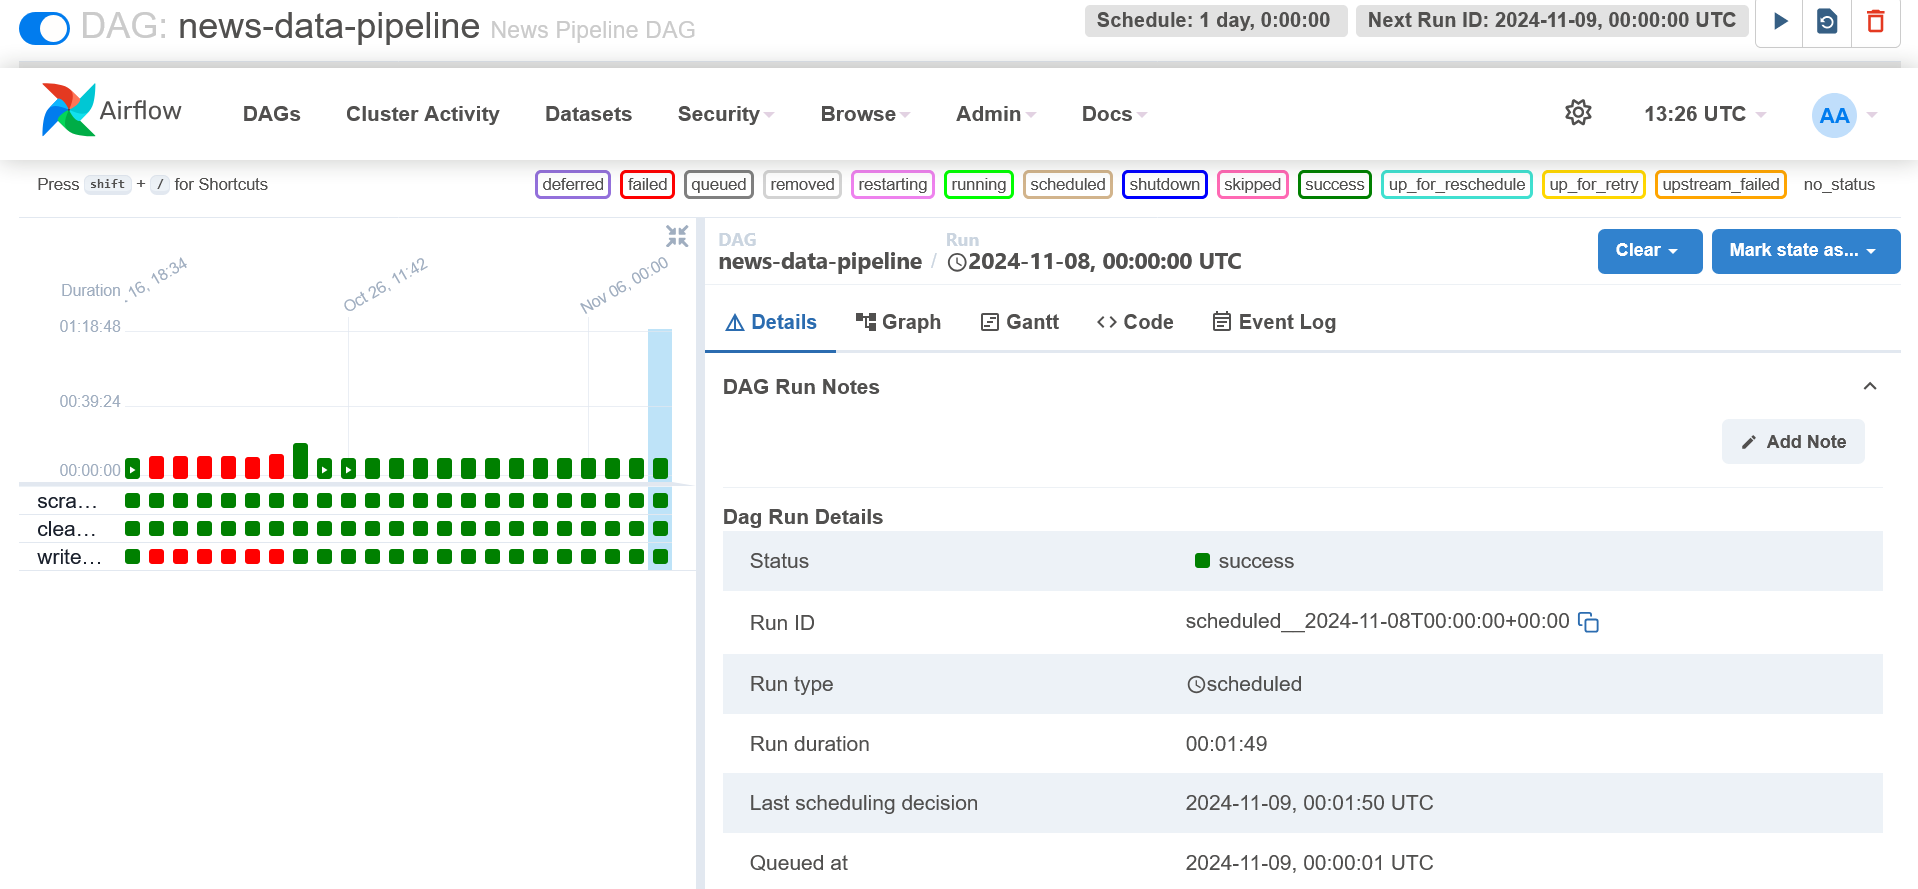 DAG: news-data-pipeline News Pipeline DAG
Schedule: 1 day, 0:00:00
Next Run ID: 2024-11-09, 00:00:00 UTC
Airflow
DAGs
Cluster Activity
Datasets
Security
Browse
Admin
Docs
13:26 UTC
AA
Press shift + / for Shortcuts
deferred
failed
queued
removed
restarting
running
scheduled
shutdown
skipped
success
up_for_reschedule
up_for_retry
upstream_failed
no_status
Duration
16, 18:34
Oct 26, 11:42
Nov 06, 00:00
01:18:48
00:39:24
00:00:00
scra...
clea...
write...
DAG
news-data-pipeline
/
Run
2024-11-08, 00:00:00 UTC
Clear
Mark state as...
Details
Graph
Gantt
Code
Event Log
DAG Run Notes
Add Note
Dag Run Details
Status success
Run ID scheduled__2024-11-08T00:00:00+00:00
Run type scheduled
Run duration 00:01:49
Last scheduling decision 2024-11-09, 00:01:50 UTC
Queued at 2024-11-09, 00:00:01 UTC